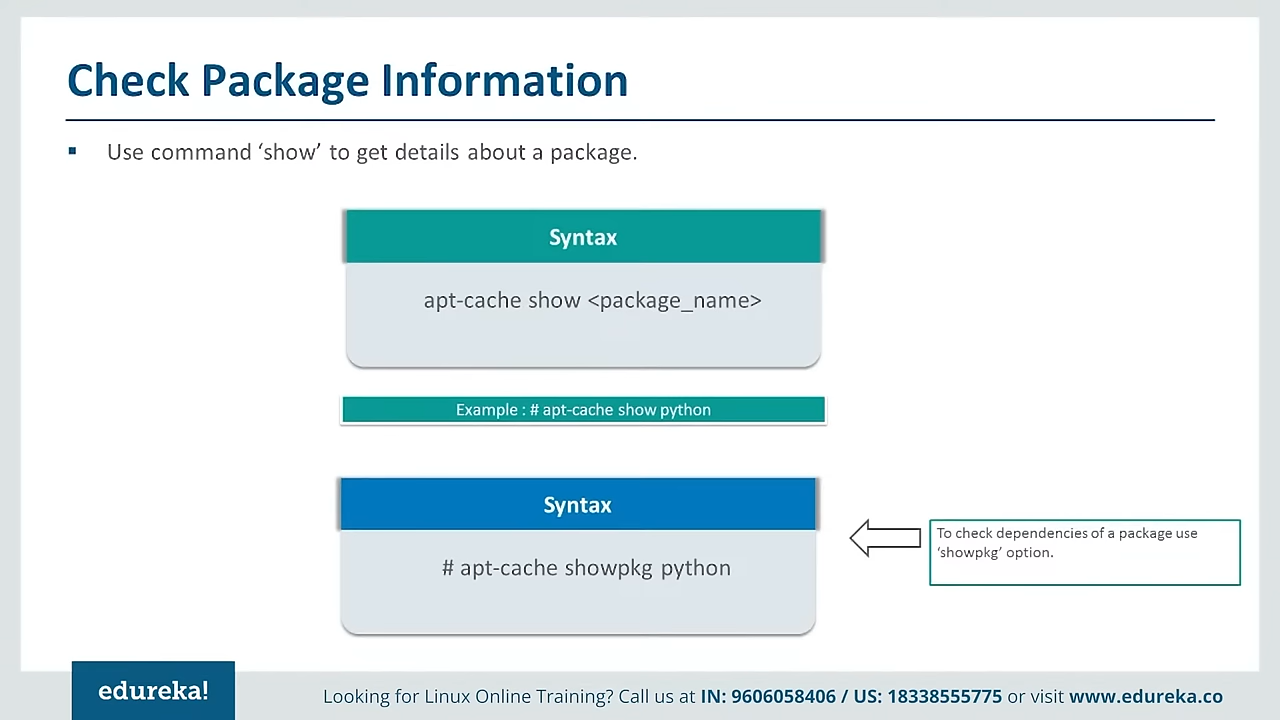 Check Package Information
▪ Use command ‘show’ to get details about a package.
Syntax
apt-cache show <package_name>
Example : # apt-cache show python
Syntax
# apt-cache showpkg python
To check dependencies of a package use
‘showpkg’ option.
edureka!
Looking for Linux Online Training? Call us at IN: 9606058406 / US: 18338555775 or visit www.edureka.co